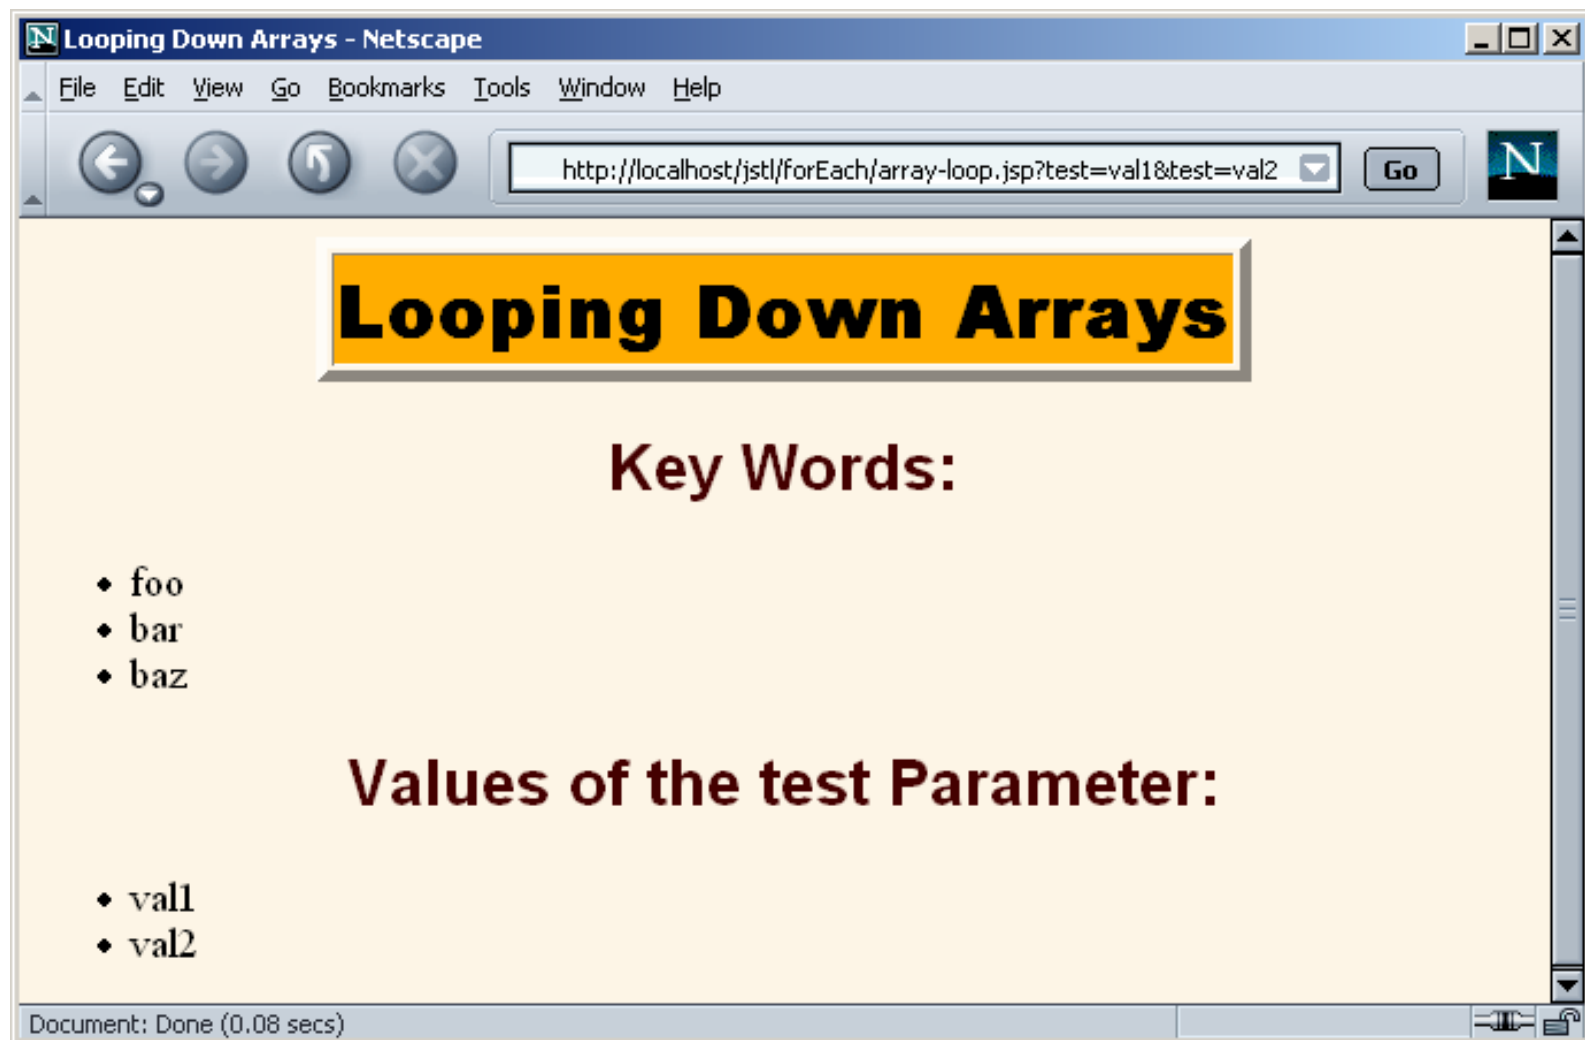 N Looping Down Arrays - Netscape
File Edit View Go Bookmarks Tools Window Help
http://localhost/jstl/forEach/array-loop.jsp?test=val1&test=val2 Go N
Looping Down Arrays
Key Words:
• foo
• bar
• baz
Values of the test Parameter:
• val1
• val2
Document: Done (0.08 secs)